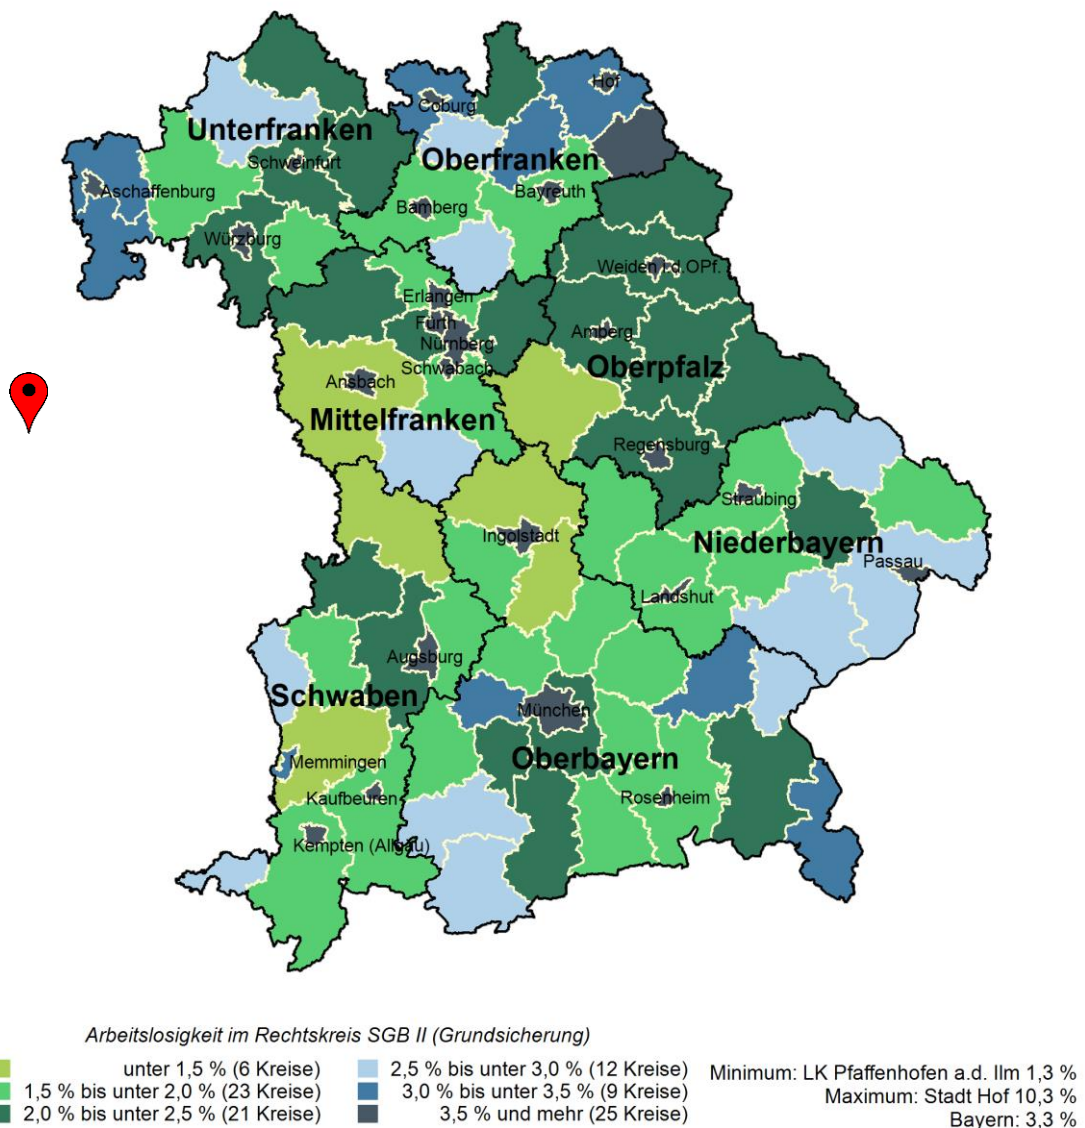 Hof
Coburg
Unterfranken
Schweinfurt
Oberfranken
Aschaffenburg
Bayreuth
Bamberg
Würzburg
Weiden i.d.OPf.
Erlangen
Fürth
Nürnberg
Amberg
Schwabach
Oberpfalz
Ansbach
Mittelfranken
Regensburg
Straubing
Ingolstadt
Niederbayern
Passau
Landshut
Augsburg
Schwaben
München
Oberbayern
Memmingen
Kaufbeuren
Rosenheim
Kempten (Allgäu)
Arbeitslosigkeit im Rechtskreis SGB II (Grundsicherung)
unter 1,5 % (6 Kreise)
1,5 % bis unter 2,0 % (23 Kreise)
2,0 % bis unter 2,5 % (21 Kreise)
2,5 % bis unter 3,0 % (12 Kreise)
3,0 % bis unter 3,5 % (9 Kreise)
3,5 % und mehr (25 Kreise)
Minimum: LK Pfaffenhofen a.d. Ilm 1,3 %
Maximum: Stadt Hof 10,3 %
Bayern: 3,3 %